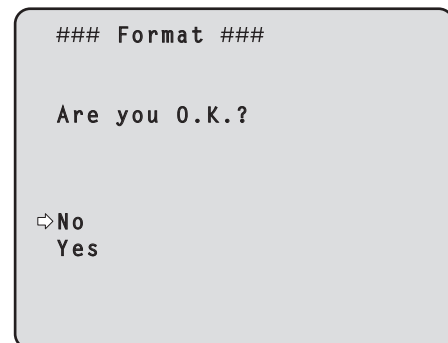 ### Format ###
Are you O.K.?
⇨No
Yes